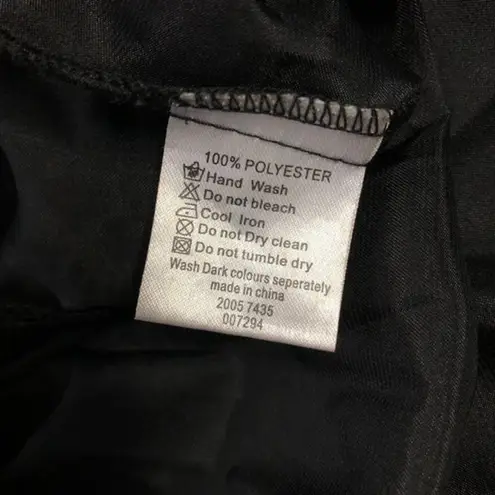 100% POLYESTER
Hand Wash
Do not bleach
Cool Iron
Do not Dry clean
Do not tumble dry
Wash Dark colours seperately
made in china
2005 7435
007294